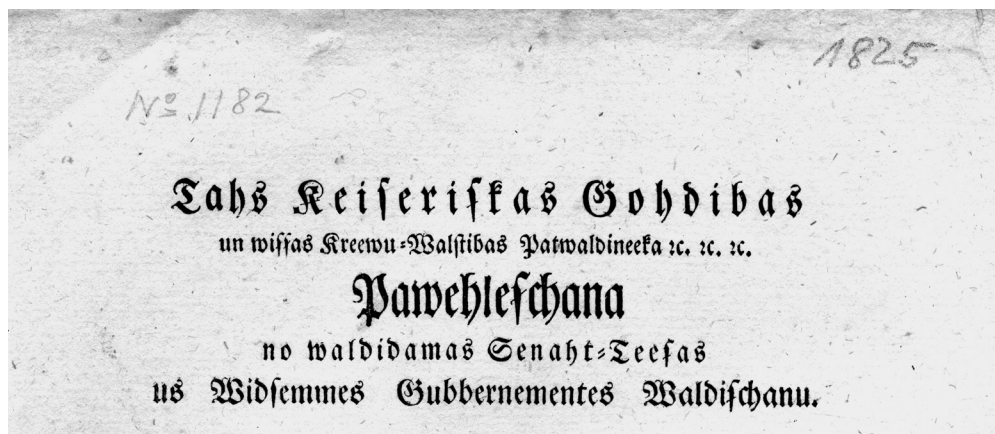 1825
No 1182
Tahs Keiſeriſkas Gohdibas
un wiſſas Kreewu-Walſtibas Patwaldineeka ꝛc. ꝛc. ꝛc.
Pawehleſchana
no waldidamas Senaht-Teeſas
us Widſemmes Gubbernementes Waldiſchanu.